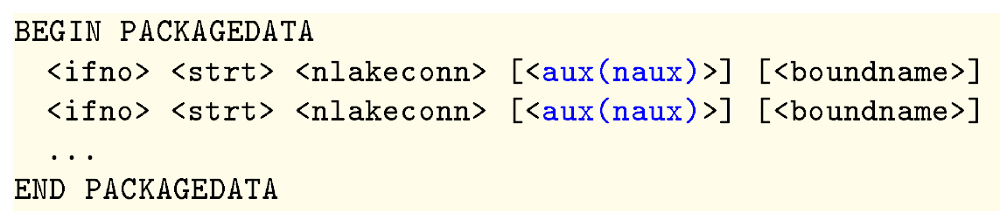 BEGIN PACKAGEDATA
<ifno> <strt> <nlakeconn> [<aux(naux)>] [<boundname>]
<ifno> <strt> <nlakeconn> [<aux(naux)>] [<boundname>]
...
END PACKAGEDATA